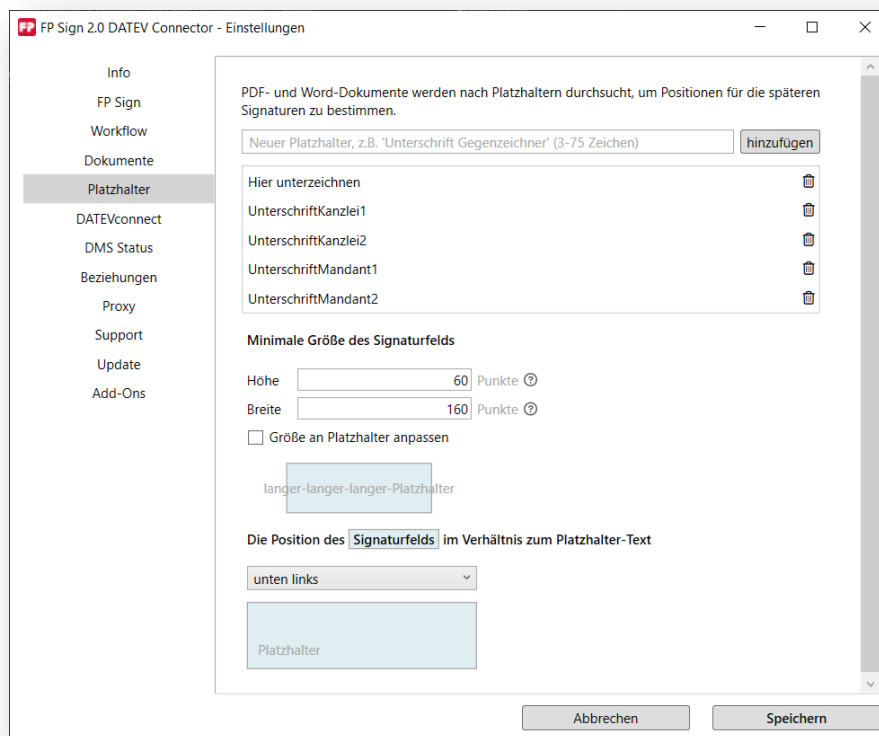 FP FP Sign 2.0 DATEV Connector - Einstellungen
Info
FP Sign
Workflow
Dokumente
Platzhalter
DATEVconnect
DMS Status
Beziehungen
Proxy
Support
Update
Add-Ons
PDF- und Word-Dokumente werden nach Platzhaltern durchsucht, um Positionen für die späteren
Signaturen zu bestimmen.
Neuer Platzhalter, z.B. 'Unterschrift Gegenzeichner' (3-75 Zeichen) hinzufügen
Hier unterzeichnen
UnterschriftKanzlei1
UnterschriftKanzlei2
UnterschriftMandant1
UnterschriftMandant2
Minimale Größe des Signaturfelds
Höhe 60 Punkte ?
Breite 160 Punkte ?
Größe an Platzhalter anpassen
langer-langer-langer-Platzhalter
Die Position des Signaturfelds im Verhältnis zum Platzhalter-Text
unten links
Platzhalter
Abbrechen Speichern